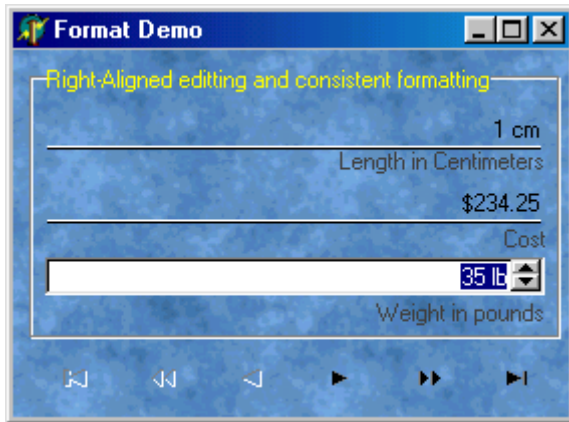 Format Demo
Right-Aligned editting and consistent formatting
1 cm
Length in Centimeters
$234.25
Cost
35 lb
Weight in pounds